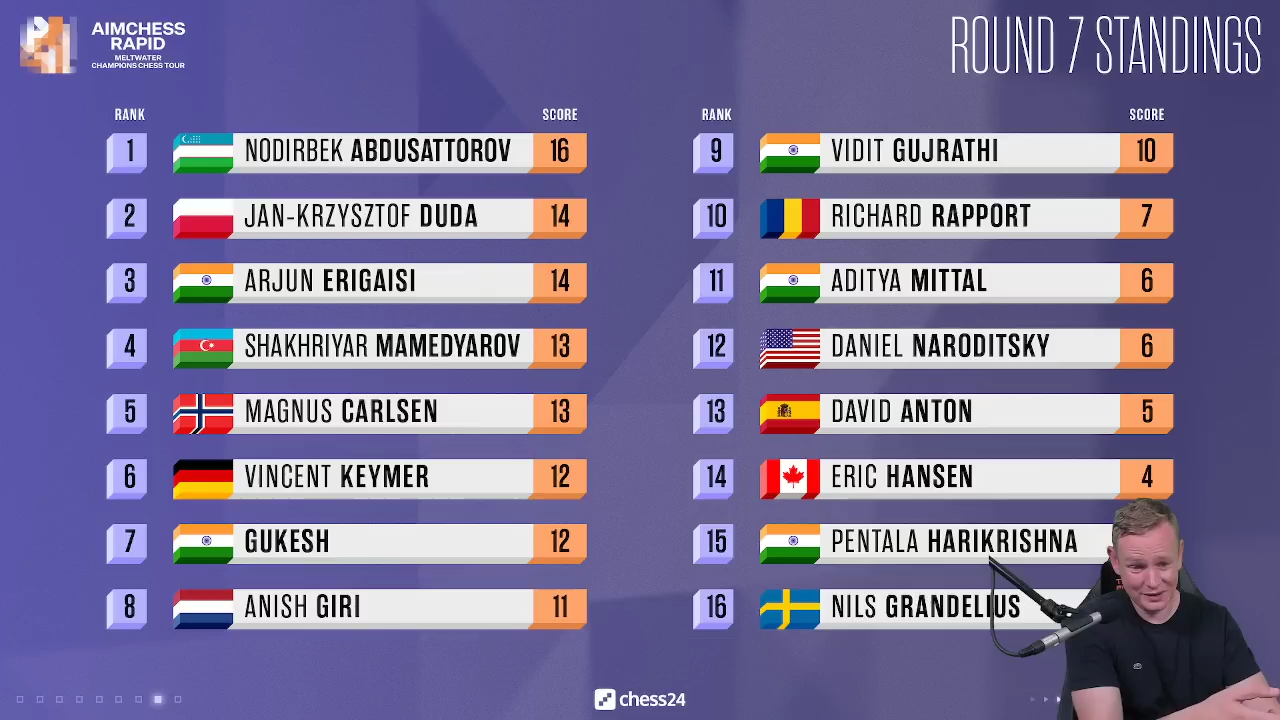 AIMCHESS
RAPID
MELTWATER
CHAMPIONS CHESS TOUR
ROUND 7 STANDINGS
RANK SCORE
1 NODIRBEK ABDUSATTOROV 16
2 JAN-KRZYSZTOF DUDA 14
3 ARJUN ERIGAISI 14
4 SHAKHRIYAR MAMEDYAROV 13
5 MAGNUS CARLSEN 13
6 VINCENT KEYMER 12
7 GUKESH 12
8 ANISH GIRI 11
RANK SCORE
9 VIDIT GUJRATHI 10
10 RICHARD RAPPORT 7
11 ADITYA MITTAL 6
12 DANIEL NARODITSKY 6
13 DAVID ANTON 5
14 ERIC HANSEN 4
15 PENTALA HARIKRISHNA
16 NILS GRANDELIUS
chess24